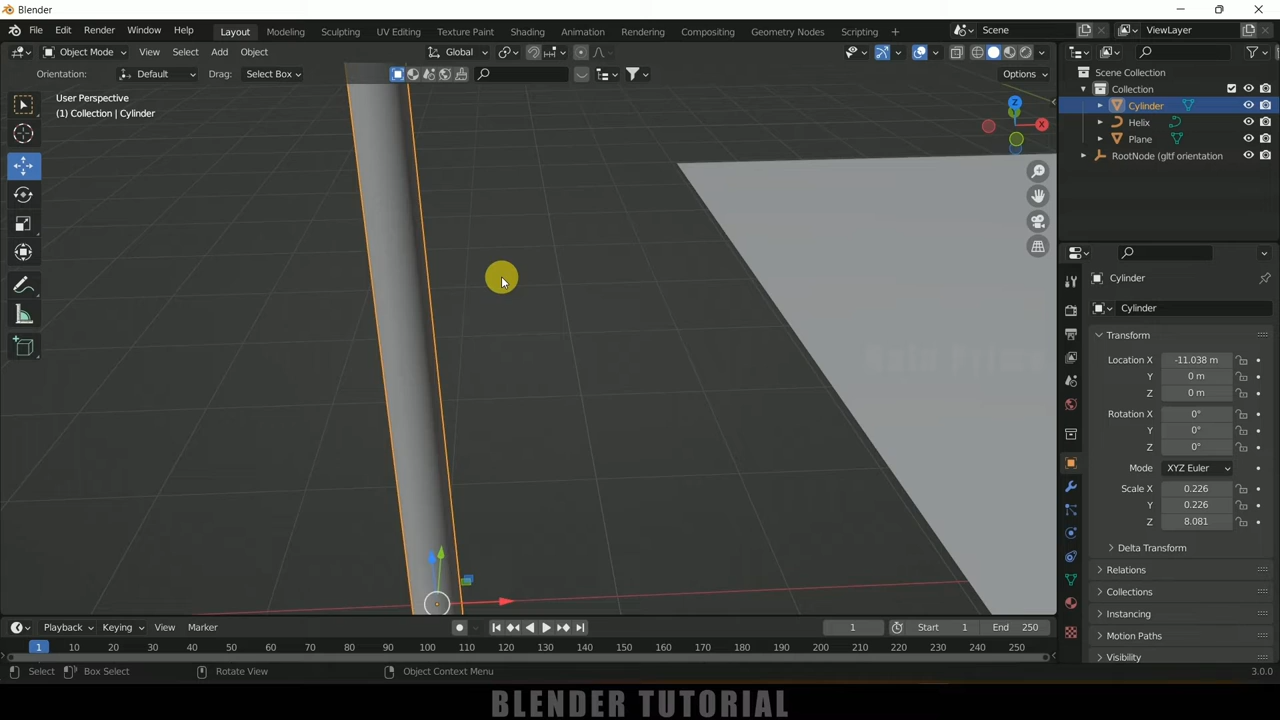 Blender
File Edit Render Window Help Layout Modeling Sculpting UV Editing Texture Paint Shading Animation Rendering Compositing Geometry Nodes Scripting + Scene ViewLayer
Object Mode View Select Add Object Global
Orientation: Default Drag: Select Box Options
User Perspective
(1) Collection | Cylinder
Z
X
Scene Collection
Collection
Cylinder
Helix
Plane
RootNode (gltf orientation
Cylinder
Cylinder
Transform
Location X -11.038 m
Y 0 m
Z 0 m
Rotation X 0°
Y 0°
Z 0°
Mode XYZ Euler
Scale X 0.226
Y 0.226
Z 8.081
Delta Transform
Relations
Collections
Instancing
Motion Paths
Visibility
Playback Keying View Marker 1 Start 1 End 250
1 10 20 30 40 50 60 70 80 90 100 110 120 130 140 150 160 170 180 190 200 210 220 230 240 250
Select Box Select Rotate View Object Context Menu 3.0.0
BLENDER TUTORIAL